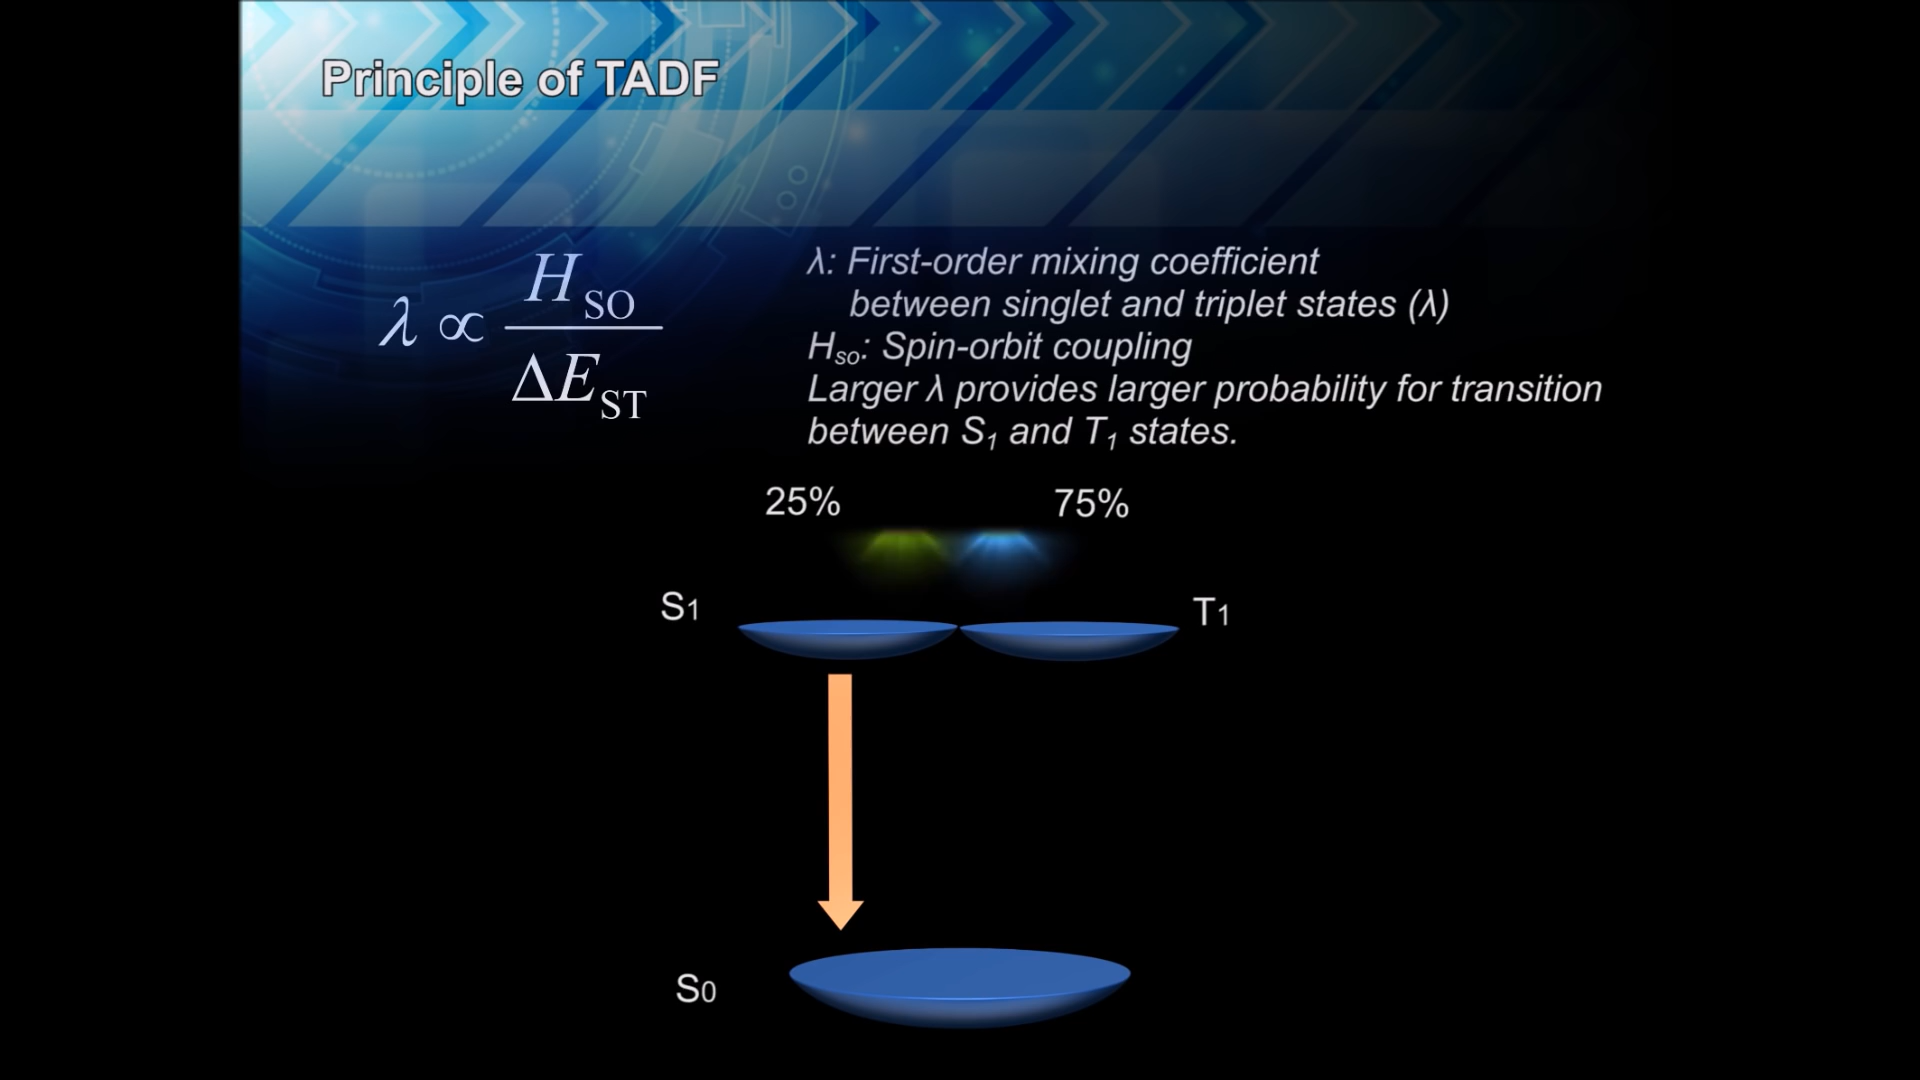 Principle of TADF
λ ∝ H_SO / ΔE_ST
λ: First-order mixing coefficient
between singlet and triplet states (λ)
Hso: Spin-orbit coupling
Larger λ provides larger probability for transition
between S1 and T1 states.
25% 75%
S1 T1
S0